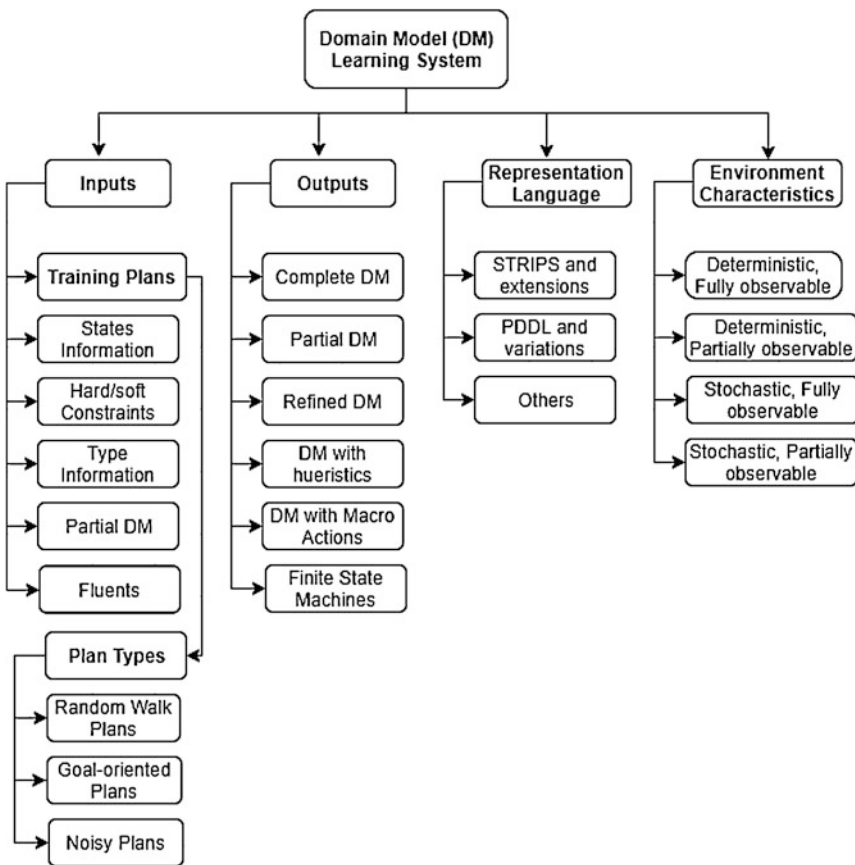 Domain Model (DM)
Learning System
Inputs
Outputs
Representation
Language
Environment
Characteristics
Training Plans
States
Information
Hard/soft
Constraints
Type
Information
Partial DM
Fluents
Plan Types
Random Walk
Plans
Goal-oriented
Plans
Noisy Plans
Complete DM
Partial DM
Refined DM
DM with
hueristics
DM with Macro
Actions
Finite State
Machines
STRIPS and
extensions
PDDL and
variations
Others
Deterministic,
Fully observable
Deterministic,
Partially observable
Stochastic, Fully
observable
Stochastic, Partially
observable